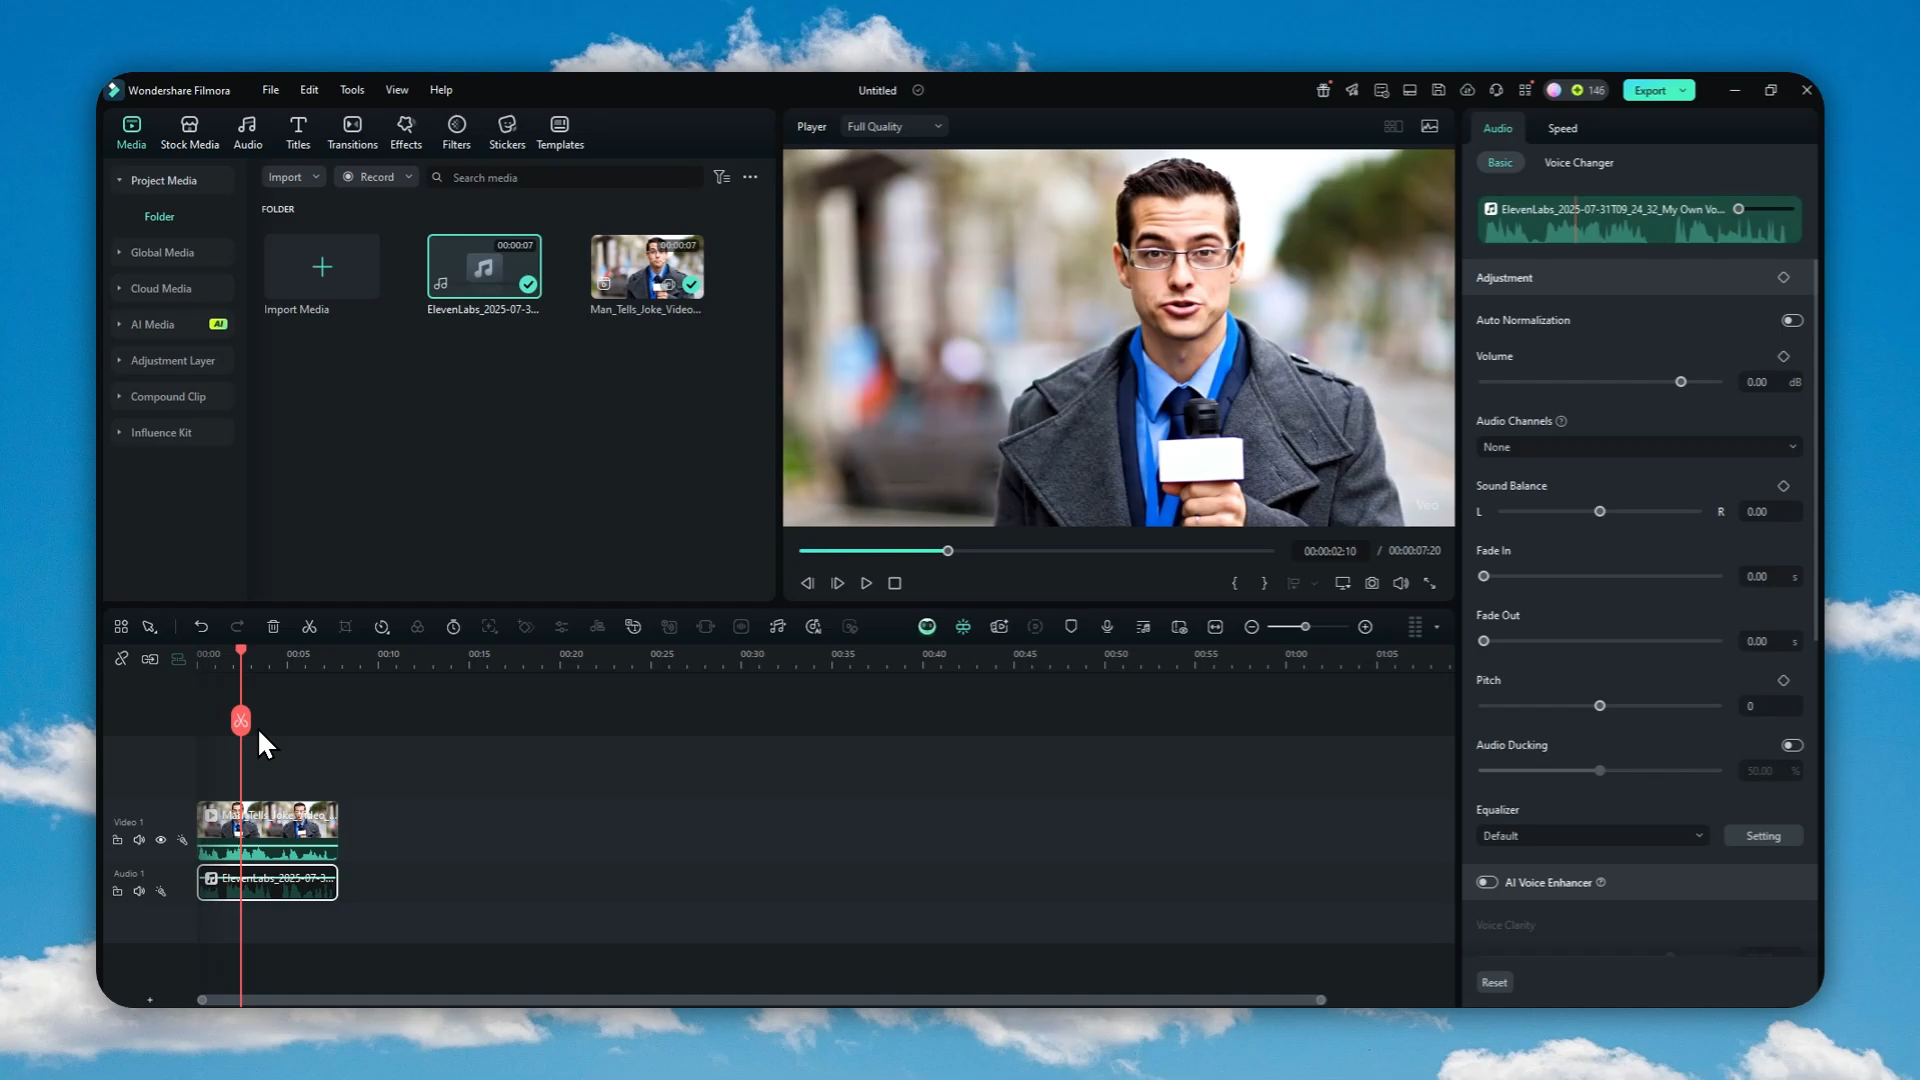 Wondershare Filmora
File
Edit
Tools
View
Help
Untitled
146
Export
Media
Stock Media
Audio
Titles
Transitions
Effects
Filters
Stickers
Templates
Player
Full Quality
Audio
Speed
Basic
Voice Changer
Project Media
Folder
Global Media
Cloud Media
AI Media
AI
Adjustment Layer
Compound Clip
Influence Kit
Import
Record
Search media
FOLDER
Import Media
00:00:07
ElevenLabs_2025-07-3...
00:00:07
Man_Tells_Joke_Video...
Veo
00:00:02:10 / 00:00:07:20
ElevenLabs_2025-07-31T09_24_32_My Own Vo...
Adjustment
Auto Normalization
Volume
0.00 dB
Audio Channels
None
Sound Balance
L R 0.00
Fade In
0.00 s
Fade Out
0.00 s
Pitch
0
Audio Ducking
50.00 %
Equalizer
Default
Setting
AI Voice Enhancer
Voice Clarity
Reset
00:00 00:05 00:10 00:15 00:20 00:25 00:30 00:35 00:40 00:45 00:50 00:55 01:00 01:05
Video 1
Man_Tells_Joke_Video_...
Audio 1
ElevenLabs_2025-07-3...